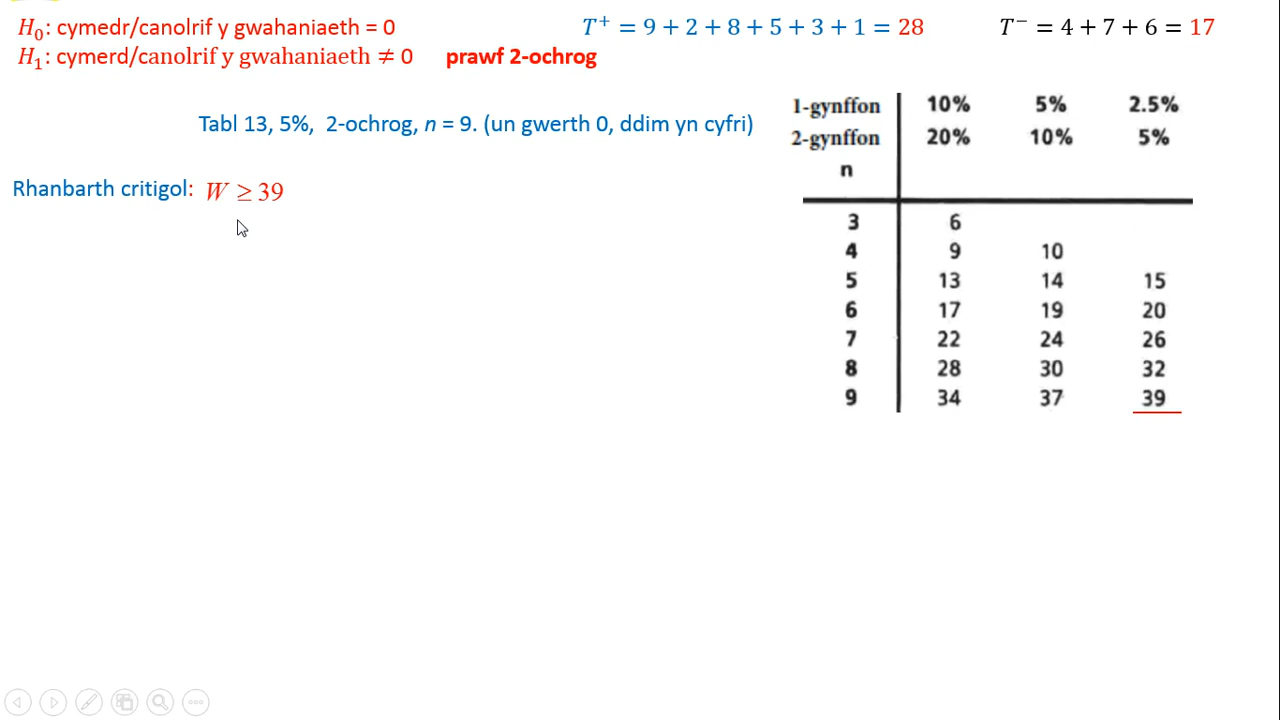 H₀: cymedr/canolrif y gwahaniaeth = 0
H₁: cymerd/canolrif y gwahaniaeth ≠ 0 prawf 2-ochrog
T⁺ = 9 + 2 + 8 + 5 + 3 + 1 = 28
T⁻ = 4 + 7 + 6 = 17
Tabl 13, 5%, 2-ochrog, n = 9. (un gwerth 0, ddim yn cyfri)
Rhanbarth critigol: W ≥ 39
1-gynffon 10% 5% 2.5%
2-gynffon 20% 10% 5%
n
3 6
4 9 10
5 13 14 15
6 17 19 20
7 22 24 26
8 28 30 32
9 34 37 39